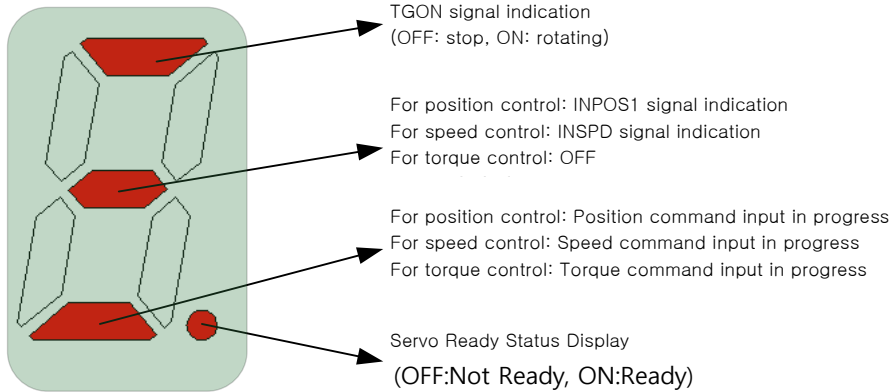 TGON signal indication
(OFF: stop, ON: rotating)
For position control: INPOS1 signal indication
For speed control: INSPD signal indication
For torque control: OFF
For position control: Position command input in progress
For speed control: Speed command input in progress
For torque control: Torque command input in progress
Servo Ready Status Display
(OFF:Not Ready, ON:Ready)